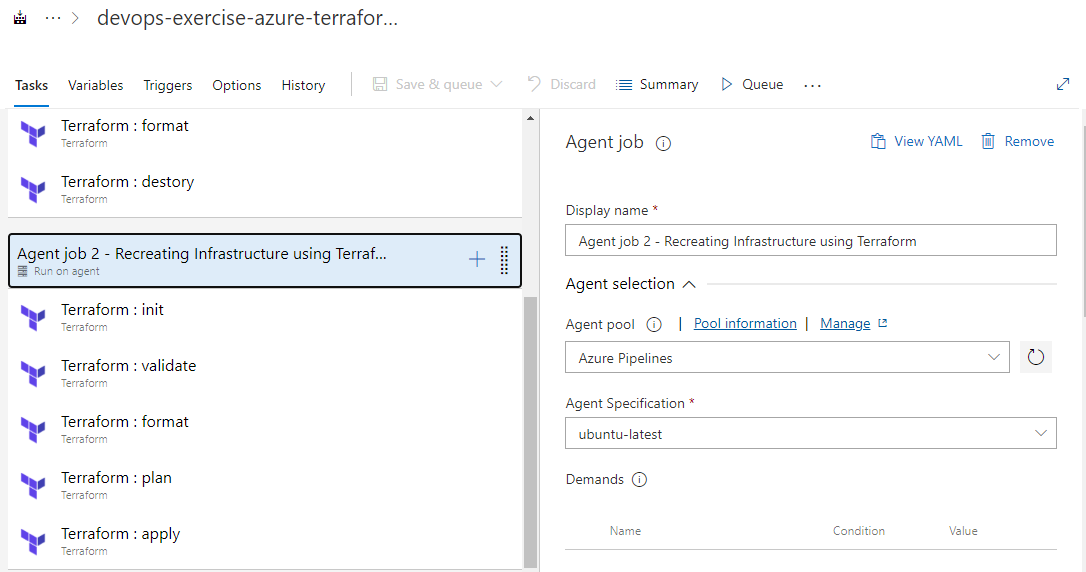 ... > devops-exercise-azure-terrafor...
Tasks Variables Triggers Options History Save & queue Discard Summary Queue ...
Terraform : format
Terraform
Terraform : destory
Terraform
Agent job 2 - Recreating Infrastructure using Terraf...
Run on agent
Terraform : init
Terraform
Terraform : validate
Terraform
Terraform : format
Terraform
Terraform : plan
Terraform
Terraform : apply
Terraform
Agent job View YAML Remove
Display name *
Agent job 2 - Recreating Infrastructure using Terraform
Agent selection
Agent pool | Pool information | Manage
Azure Pipelines
Agent Specification *
ubuntu-latest
Demands
Name Condition Value